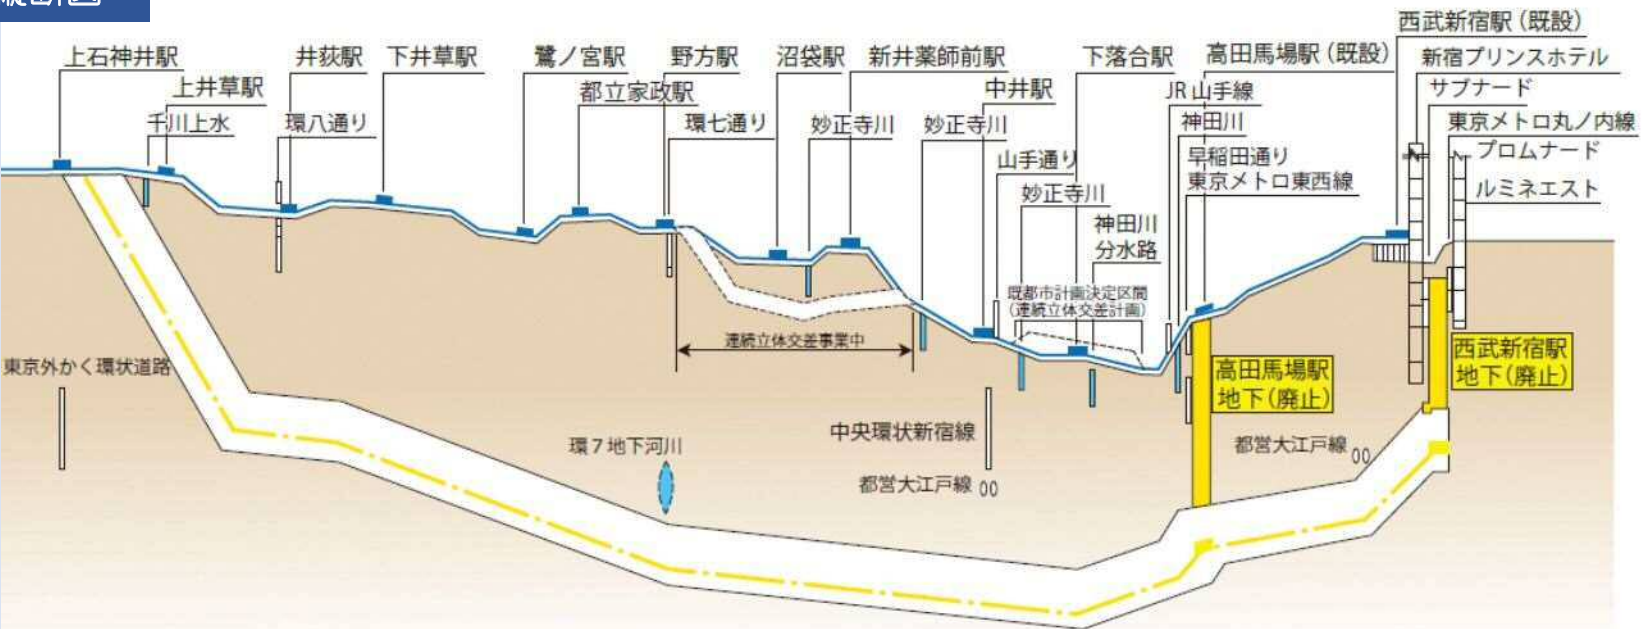 縦断図
西武新宿駅（既設）
上石神井駅
井荻駅
下井草駅
鷺ノ宮駅
野方駅
沼袋駅
新井薬師前駅
下落合駅
高田馬場駅（既設）
新宿プリンスホテル
上井草駅
都立家政駅
中井駅
JR山手線
サブナード
千川上水
環八通り
環七通り
妙正寺川
妙正寺川
神田川
東京メトロ丸ノ内線
山手通り
早稲田通り
プロムナード
妙正寺川
東京メトロ東西線
ルミネエスト
神田川
分水路
既都市計画決定区間
（連続立体交差計画）
連続立体交差事業中
東京外かく環状道路
高田馬場駅
地下（廃止）
西武新宿駅
地下（廃止）
環７地下河川
中央環状新宿線
都営大江戸線
都営大江戸線